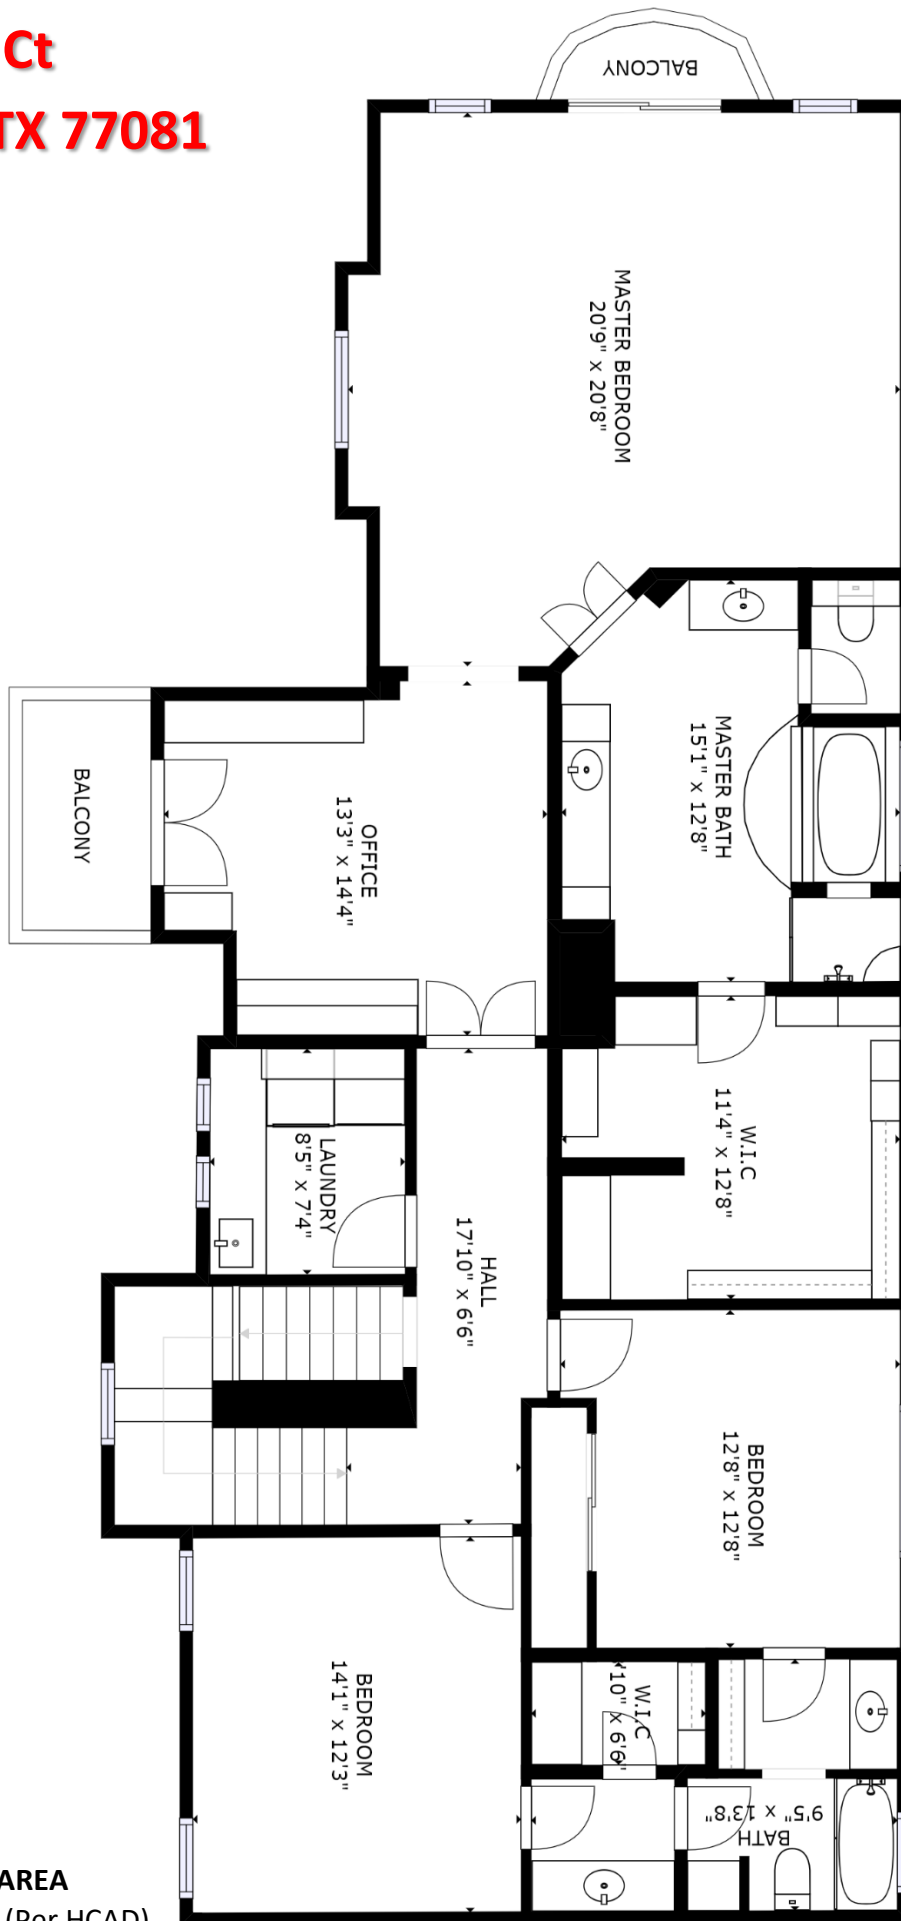 Ct
TX 77081
BALCONY
MASTER BEDROOM
20'9" x 20'8"
MASTER BATH
15'1" x 12'8"
OFFICE
13'3" x 14'4"
BALCONY
W.I.C
11'4" x 12'8"
LAUNDRY
8'5" x 7'4"
HALL
17'10" x 6'6"
BEDROOM
12'8" x 12'8"
BEDROOM
14'1" x 12'3"
W.I.C
'10" x 6'6"
BATH
9'5" x 13'8"
AREA
(Per HCAD)